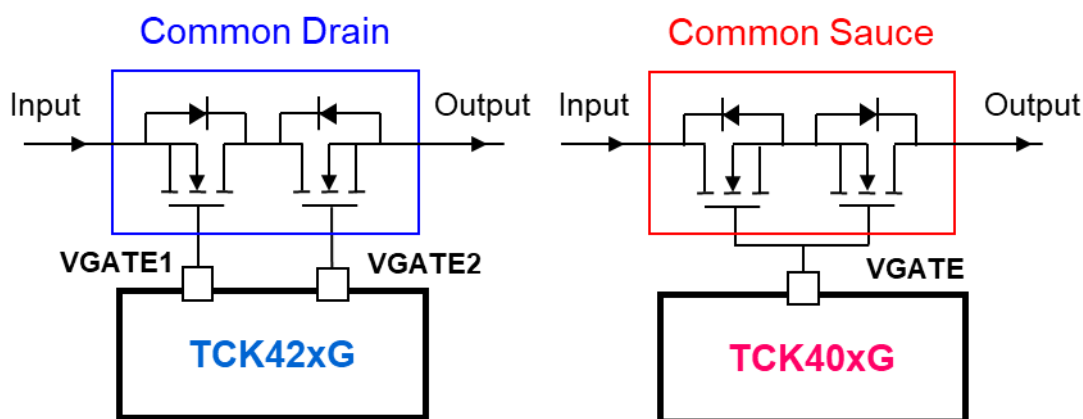 Common Drain
Input
Output
VGATE1
VGATE2
TCK42xG
Common Sauce
Input
Output
VGATE
TCK40xG